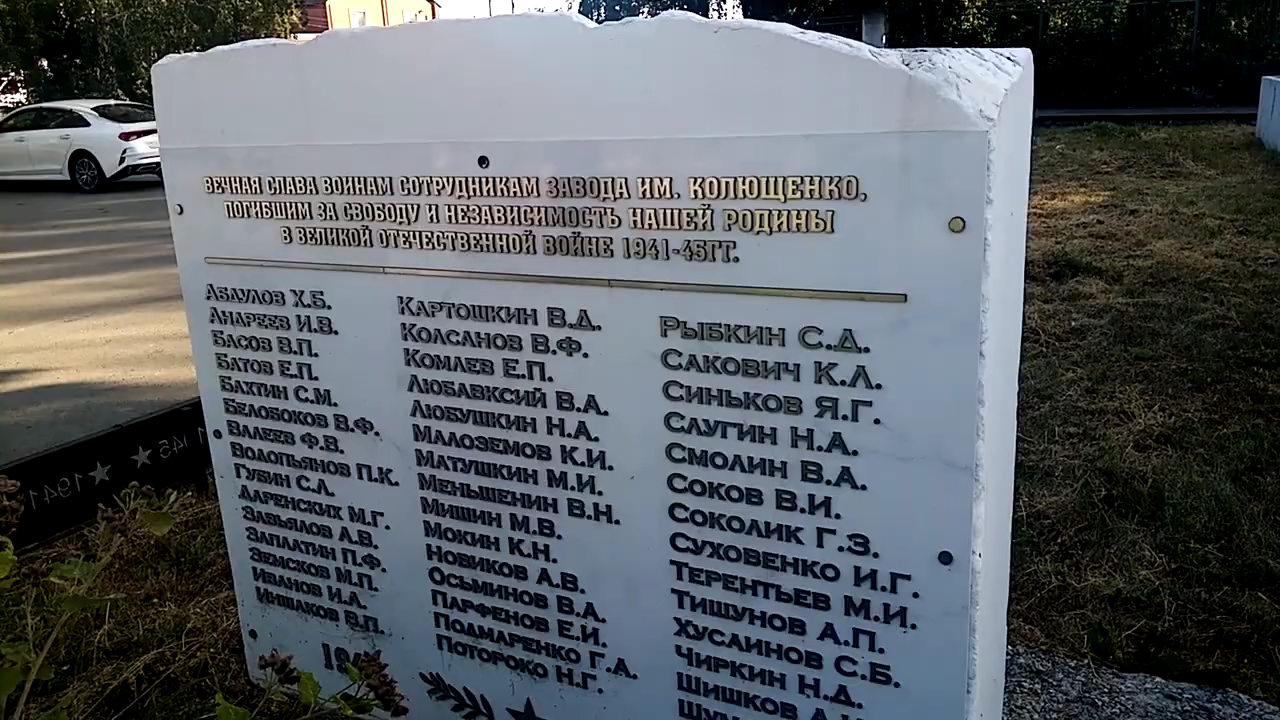 ВЕЧНАЯ СЛАВА ВОИНАМ СОТРУДНИКАМ ЗАВОДА ИМ. КОЛЮЩЕНКО,
ПОГИБШИМ ЗА СВОБОДУ И НЕЗАВИСИМОСТЬ НАШЕЙ РОДИНЫ
В ВЕЛИКОЙ ОТЕЧЕСТВЕННОЙ ВОЙНЕ 1941-45ГГ.
АБДУЛОВ Х.Б.
АНДРЕЕВ И.В.
БАСОВ В.П.
БАТОВ Е.П.
БАХТИН С.М.
БЕЛОБОКОВ В.Ф.
ВАЛЕЕВ Ф.В.
ВОДОПЬЯНОВ П.К.
ГУБИН С.Л.
ДАРЕНСКИХ М.Г.
ЗАВЬЯЛОВ А.В.
ЗАПЛАТИН П.Ф.
ЗЕМСКОВ М.П.
ИВАНОВ И.А.
ИНШАКОВ В.П.
КАРТОШКИН В.Д.
КОЛСАНОВ В.Ф.
КОМЛЕВ Е.П.
ЛЮБАВКСИЙ В.А.
ЛЮБУШКИН Н.А.
МАЛОЗЕМОВ К.И.
МАТУШКИН М.И.
МЕНЬШЕНИН В.Н.
МИШИН М.В.
МОКИН К.Н.
НОВИКОВ А.В.
ОСЬМИНОВ В.А.
ПАРФЕНОВ Е.И.
ПОДМАРЕНКО Г.А.
ПОТОРОКО Н.Г.
РЫБКИН С.Д.
САКОВИЧ К.Л.
СИНЬКОВ Я.Г.
СЛУГИН Н.А.
СМОЛИН В.А.
СОКОВ В.И.
СОКОЛИК Г.З.
СУХОВЕНКО И.Г.
ТЕРЕНТЬЕВ М.И.
ТИШУНОВ А.П.
ХУСАИНОВ С.Б.
ЧИРКИН Н.Д.
ШИШКОВ